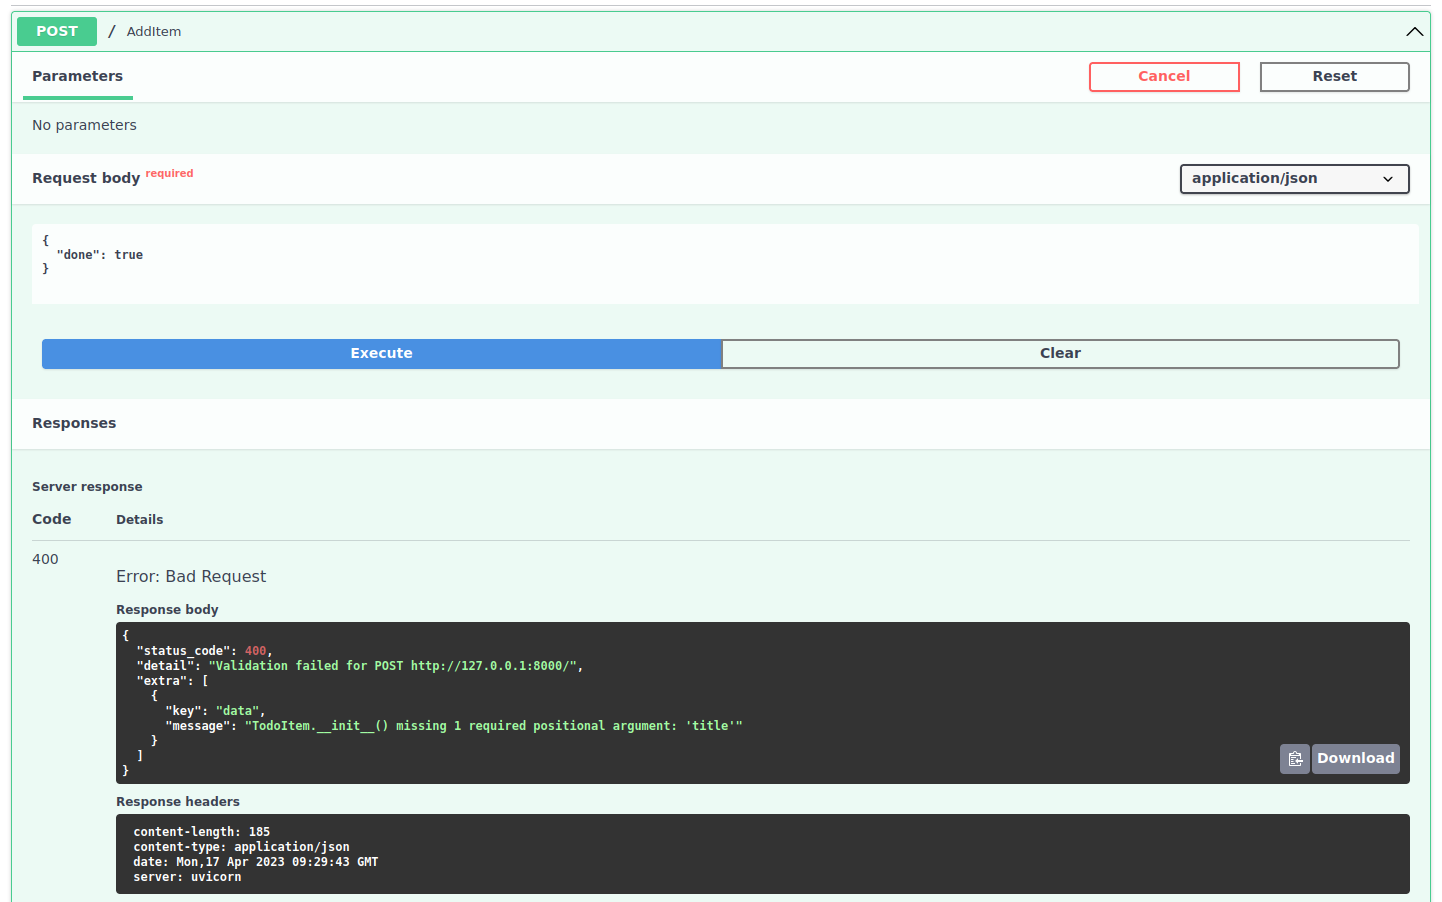 POST / AddItem
Parameters
Cancel
Reset
No parameters
Request body required
application/json
{
  "done": true
}
Execute
Clear
Responses
Server response
Code Details
400
Error: Bad Request
Response body
{
  "status_code": 400,
  "detail": "Validation failed for POST http://127.0.0.1:8000/",
  "extra": [
    {
      "key": "data",
      "message": "TodoItem.__init__() missing 1 required positional argument: 'title'"
    }
  ]
}
Download
Response headers
content-length: 185
content-type: application/json
date: Mon,17 Apr 2023 09:29:43 GMT
server: uvicorn